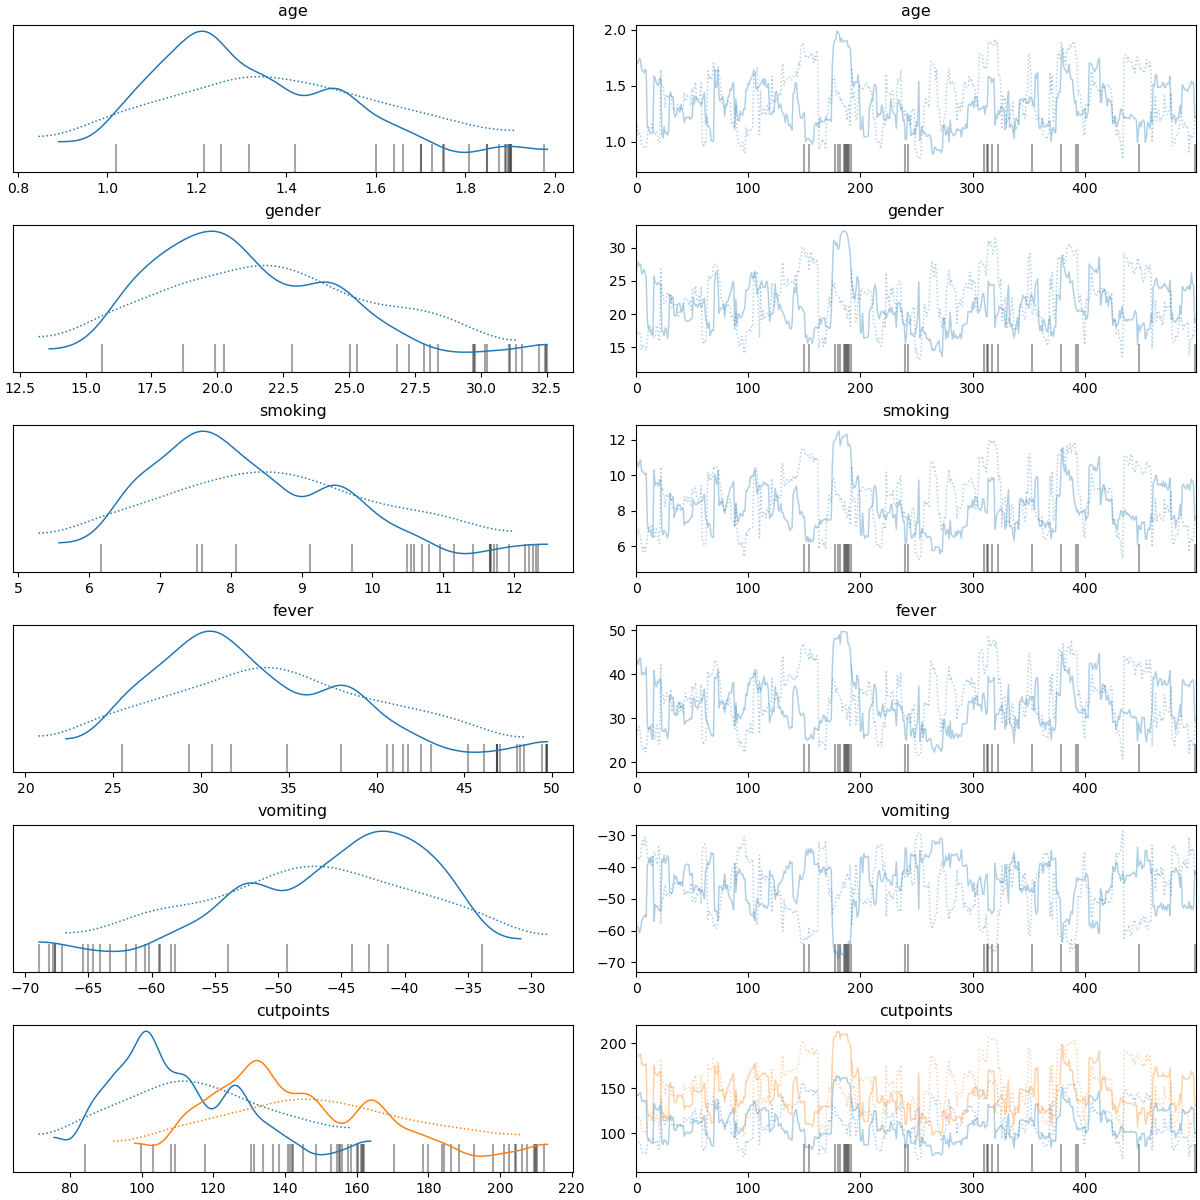 age age
2.0
1.5
1.0
0.8 1.0 1.2 1.4 1.6 1.8 2.0 0 100 200 300 400
gender gender
30
25
20
15
12.5 15.0 17.5 20.0 22.5 25.0 27.5 30.0 32.5 0 100 200 300 400
smoking smoking
12
10
8
6
5 6 7 8 9 10 11 12 0 100 200 300 400
fever fever
50
40
30
20
20 25 30 35 40 45 50 0 100 200 300 400
vomiting vomiting
−30
−40
−50
−60
−70
−70 −65 −60 −55 −50 −45 −40 −35 −30 0 100 200 300 400
cutpoints cutpoints
200
150
100
80 100 120 140 160 180 200 220 0 100 200 300 400